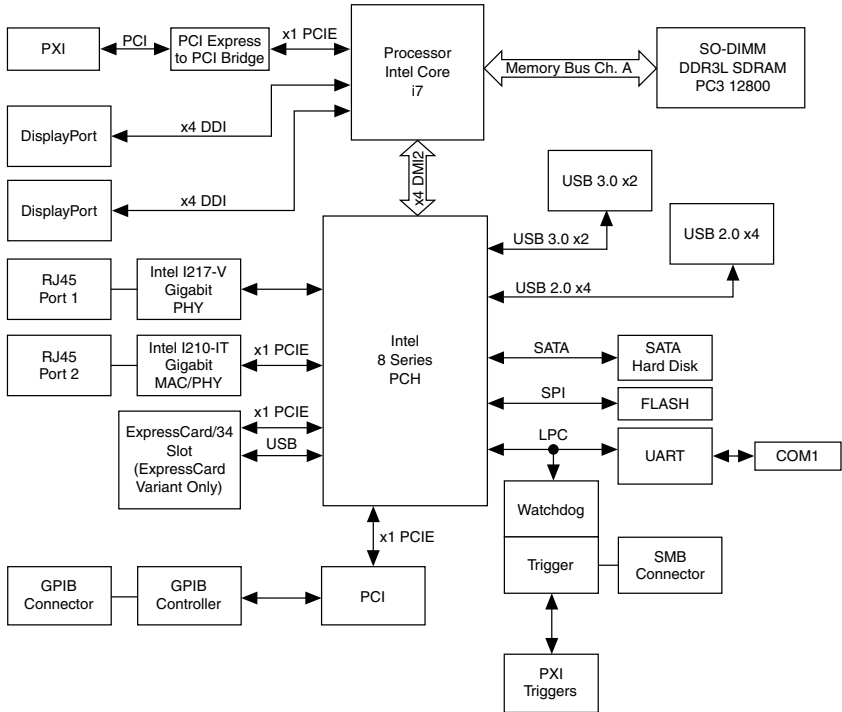 PXI
PCI
PCI Express
to PCI Bridge
x1 PCIE
Processor
Intel Core
i7
Memory Bus Ch. A
SO-DIMM
DDR3L SDRAM
PC3 12800
DisplayPort
x4 DDI
DisplayPort
x4 DDI
x4 DMI2
USB 3.0 x2
USB 2.0 x4
USB 3.0 x2
USB 2.0 x4
RJ45
Port 1
Intel I217-V
Gigabit
PHY
RJ45
Port 2
Intel I210-IT
Gigabit
MAC/PHY
x1 PCIE
Intel
8 Series
PCH
SATA
SATA
Hard Disk
SPI
FLASH
ExpressCard/34
Slot
(ExpressCard
Variant Only)
x1 PCIE
USB
LPC
UART
COM1
Watchdog
Trigger
SMB
Connector
x1 PCIE
GPIB
Connector
GPIB
Controller
PCI
PXI
Triggers